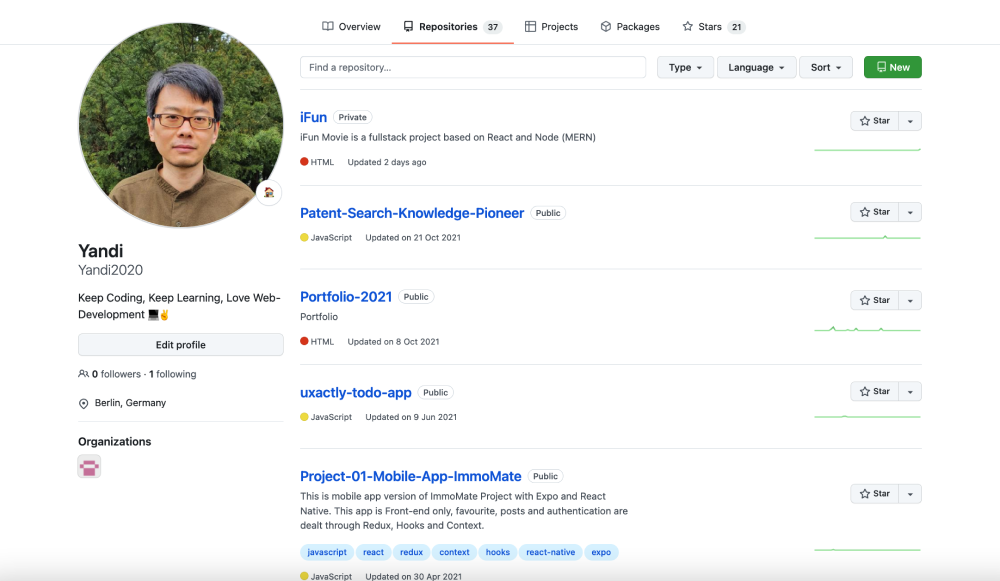 Overview Repositories 37 Projects Packages Stars 21
Find a repository...
Type Language Sort New
iFun Private
Star
iFun Movie is a fullstack project based on React and Node (MERN)
HTML Updated 2 days ago
Patent-Search-Knowledge-Pioneer Public
Star
JavaScript Updated on 21 Oct 2021
Yandi
Yandi2020
Keep Coding, Keep Learning, Love Web-
Development 💻✌️
Edit profile
0 followers · 1 following
Berlin, Germany
Organizations
Portfolio-2021 Public
Star
Portfolio
HTML Updated on 8 Oct 2021
uxactly-todo-app Public
Star
JavaScript Updated on 9 Jun 2021
Project-01-Mobile-App-ImmoMate Public
Star
This is mobile app version of ImmoMate Project with Expo and React
Native. This app is Front-end only, favourite, posts and authentication are
dealt through Redux, Hooks and Context.
javascript react redux context hooks react-native expo
JavaScript Updated on 30 Apr 2021